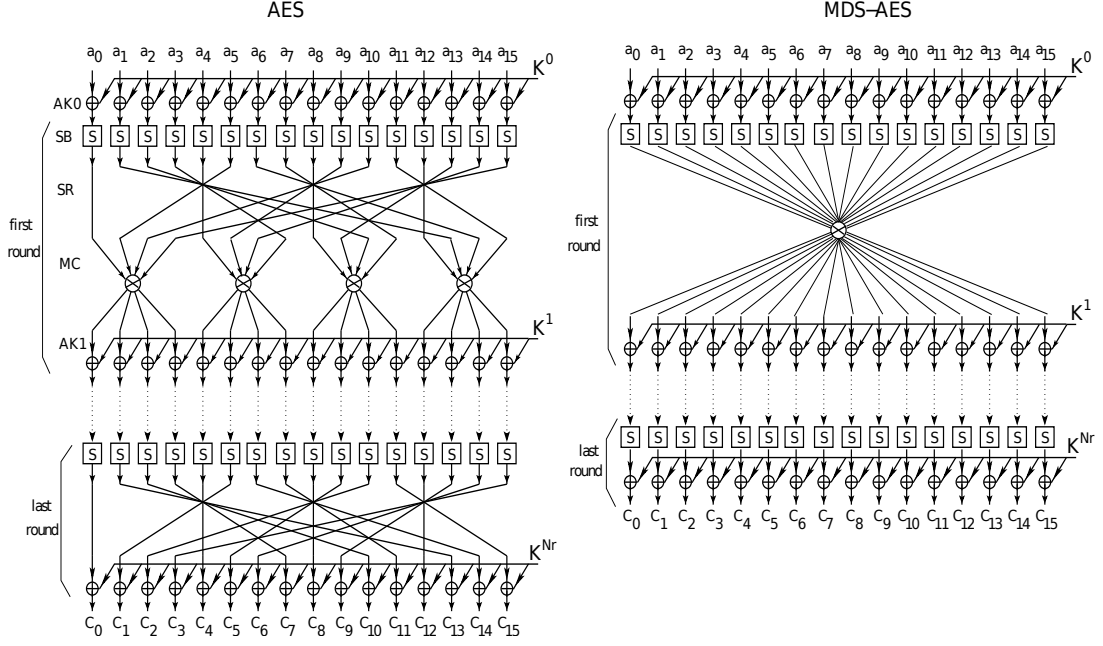 AES
MDS–AES
a0 a1 a2 a3 a4 a5 a6 a7 a8 a9 a10 a11 a12 a13 a14 a15
K0
AK0
SB
S S S S S S S S S S S S S S S S
SR
first
round
MC
K1
AK1
S S S S S S S S S S S S S S S S
last
round
KNr
C0 C1 C2 C3 C4 C5 C6 C7 C8 C9 C10 C11 C12 C13 C14 C15
a0 a1 a2 a3 a4 a5 a6 a7 a8 a9 a10 a11 a12 a13 a14 a15
K0
S S S S S S S S S S S S S S S S
first
round
K1
S S S S S S S S S S S S S S S S
last
round
KNr
C0 C1 C2 C3 C4 C5 C6 C7 C8 C9 C10 C11 C12 C13 C14 C15